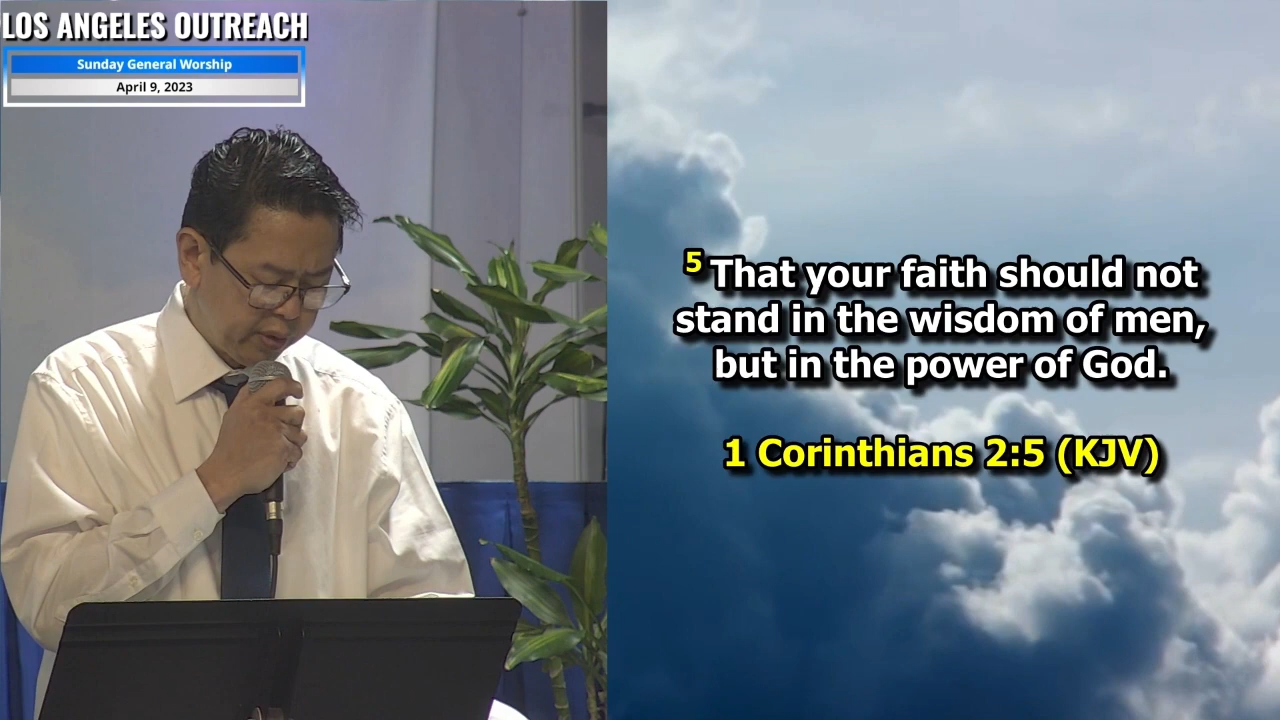 LOS ANGELES OUTREACH
Sunday General Worship
April 9, 2023
5 That your faith should not
stand in the wisdom of men,
but in the power of God.
1 Corinthians 2:5 (KJV)